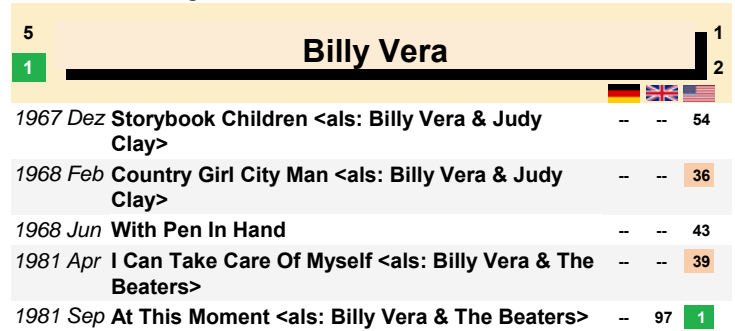 5 Billy Vera 1
1 2
1967 Dez Storybook Children <als: Billy Vera & Judy -- -- 54
Clay>
1968 Feb Country Girl City Man <als: Billy Vera & Judy -- -- 36
Clay>
1968 Jun With Pen In Hand -- -- 43
1981 Apr I Can Take Care Of Myself <als: Billy Vera & The -- -- 39
Beaters>
1981 Sep At This Moment <als: Billy Vera & The Beaters> -- 97 1